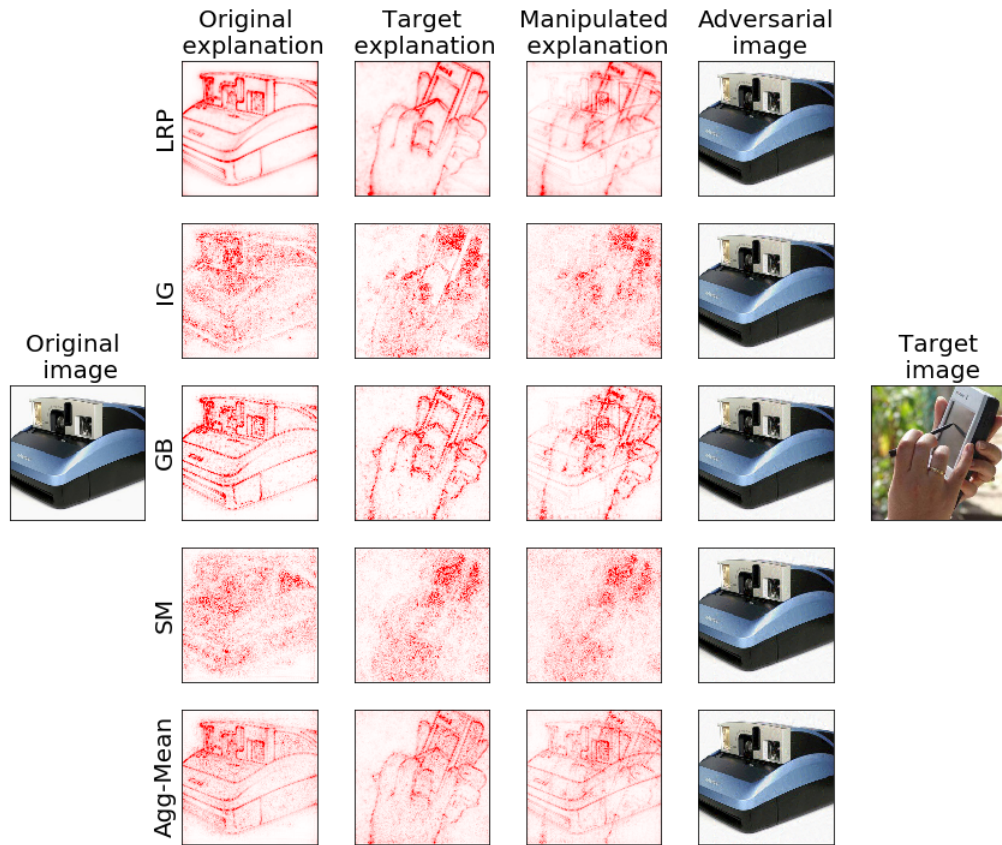 Original
explanation
Target
explanation
Manipulated
explanation
Adversarial
image
LRP
IG
Original
image
Target
image
GB
SM
Agg-Mean